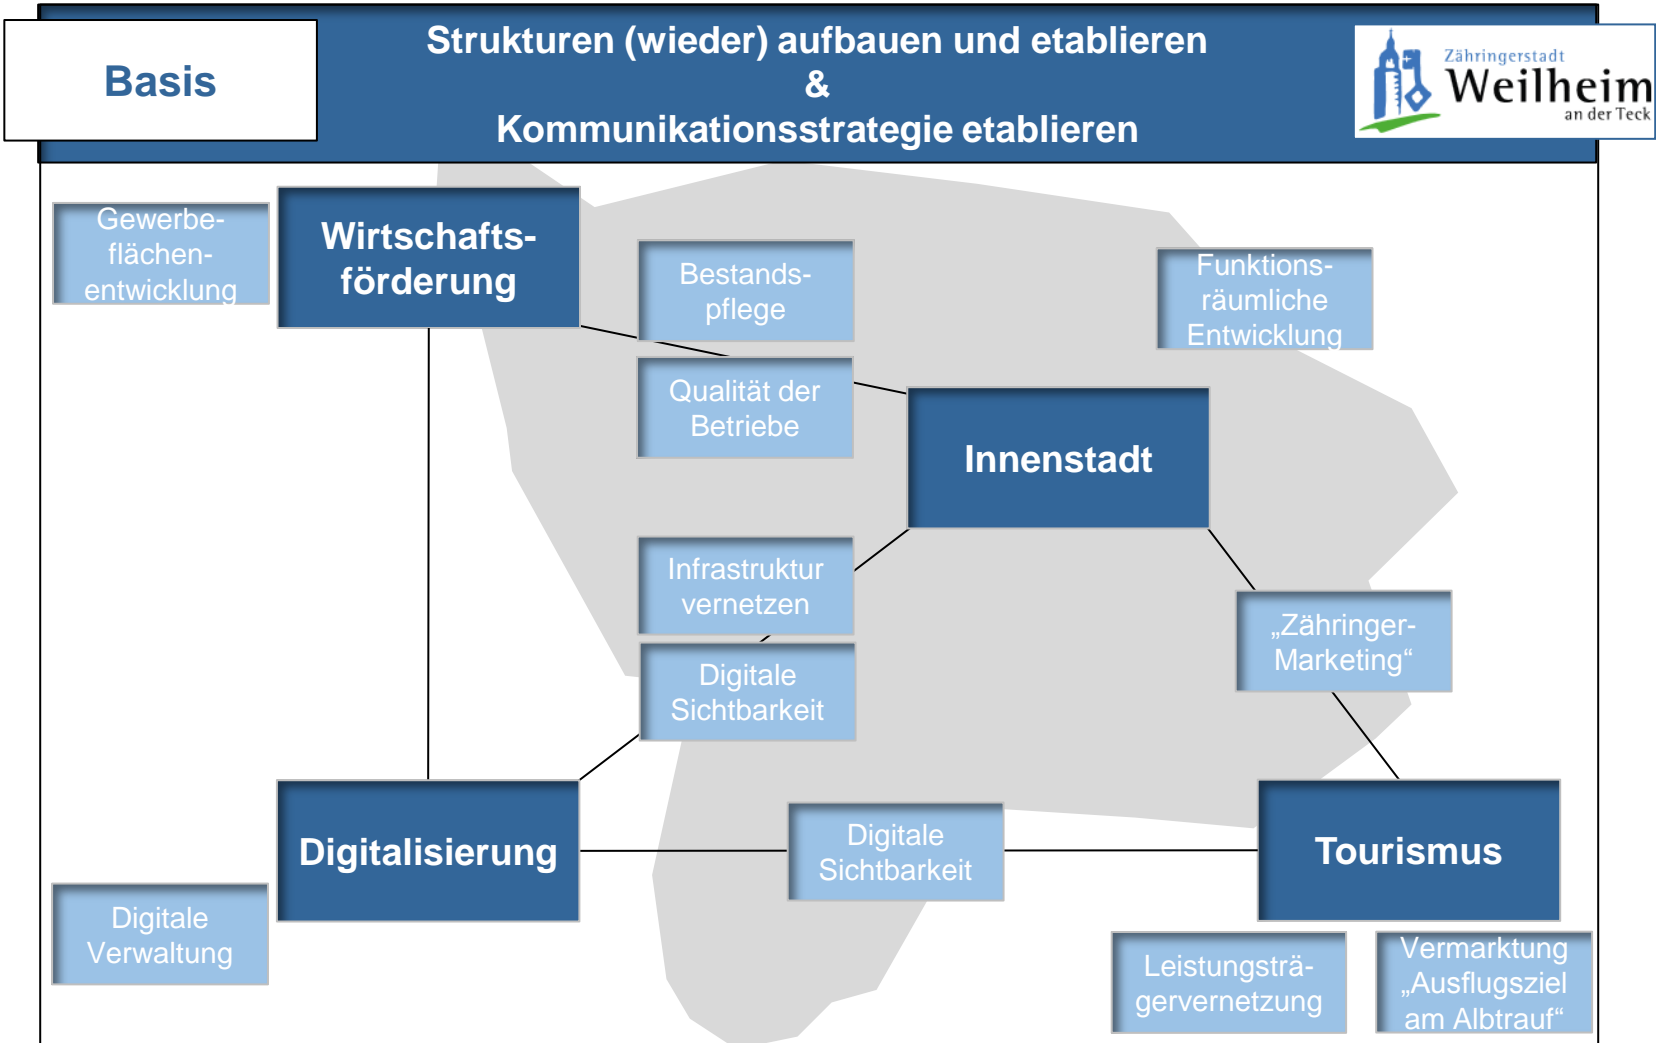 Basis
Strukturen (wieder) aufbauen und etablieren
&
Kommunikationsstrategie etablieren
Zähringerstadt
Weilheim
an der Teck
Gewerbe-
flächen-
entwicklung
Wirtschafts-
förderung
Bestands-
pflege
Funktions-
räumliche
Entwicklung
Qualität der
Betriebe
Innenstadt
Infrastruktur
vernetzen
„Zähringer-
Marketing“
Digitale
Sichtbarkeit
Digitalisierung
Digitale
Sichtbarkeit
Tourismus
Digitale
Verwaltung
Leistungsträ-
gervernetzung
Vermarktung
„Ausflugsziel
am Albtrauf“